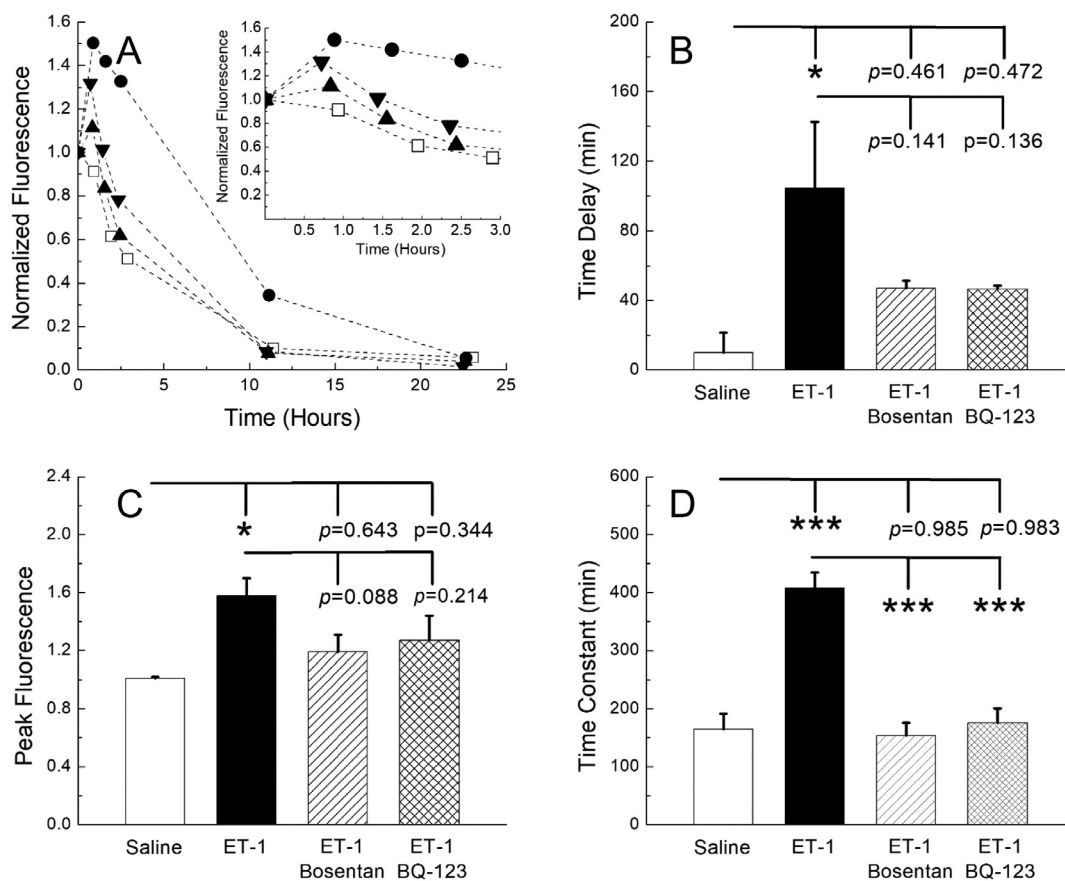 A
Normalized Fluorescence
1.6
1.4
1.2
1.0
0.8
0.6
0.4
0.2
0.0
0 5 10 15 20 25
Time (Hours)
Normalized Fluorescence
1.6
1.4
1.2
1.0
0.8
0.6
0.4
0.2
0.5 1.0 1.5 2.0 2.5 3.0
Time (Hours)
B
Time Delay (min)
200
160
120
80
40
0
* p=0.461 p=0.472
p=0.141 p=0.136
Saline ET-1 ET-1 ET-1
Bosentan BQ-123
C
Peak Fluorescence
2.4
2.0
1.6
1.2
0.8
0.4
0.0
* p=0.643 p=0.344
p=0.088 p=0.214
Saline ET-1 ET-1 ET-1
Bosentan BQ-123
D
Time Constant (min)
600
500
400
300
200
100
0
*** p=0.985 p=0.983
*** ***
Saline ET-1 ET-1 ET-1
Bosentan BQ-123